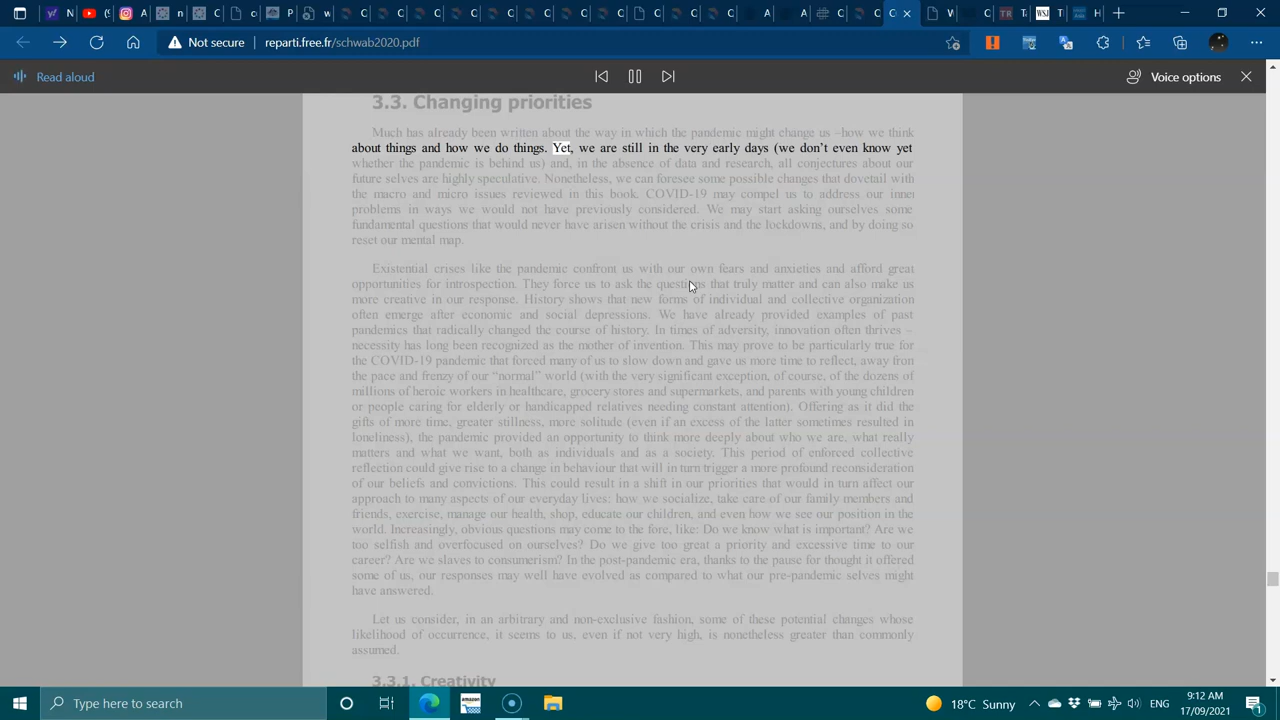 Not secure
reparti.free.fr/schwab2020.pdf
Read aloud
Voice options
3.3. Changing priorities
Much has already been written about the way in which the pandemic might change us –how we think
about things and how we do things. Yet, we are still in the very early days (we don't even know yet
whether the pandemic is behind us) and, in the absence of data and research, all conjectures about our
future selves are highly speculative. Nonetheless, we can foresee some possible changes that dovetail with
the macro and micro issues reviewed in this book. COVID-19 may compel us to address our inner
problems in ways we would not have previously considered. We may start asking ourselves some
fundamental questions that would never have arisen without the crisis and the lockdowns, and by doing so
reset our mental map.
Existential crises like the pandemic confront us with our own fears and anxieties and afford great
opportunities for introspection. They force us to ask the questions that truly matter and can also make us
more creative in our response. History shows that new forms of individual and collective organization
often emerge after economic and social depressions. We have already provided examples of past
pandemics that radically changed the course of history. In times of adversity, innovation often thrives –
necessity has long been recognized as the mother of invention. This may prove to be particularly true for
the COVID-19 pandemic that forced many of us to slow down and gave us more time to reflect, away from
the pace and frenzy of our “normal” world (with the very significant exception, of course, of the dozens of
millions of heroic workers in healthcare, grocery stores and supermarkets, and parents with young children
or people caring for elderly or handicapped relatives needing constant attention). Offering as it did the
gifts of more time, greater stillness, more solitude (even if an excess of the latter sometimes resulted in
loneliness), the pandemic provided an opportunity to think more deeply about who we are, what really
matters and what we want, both as individuals and as a society. This period of enforced collective
reflection could give rise to a change in behaviour that will in turn trigger a more profound reconsideration
of our beliefs and convictions. This could result in a shift in our priorities that would in turn affect our
approach to many aspects of our everyday lives: how we socialize, take care of our family members and
friends, exercise, manage our health, shop, educate our children, and even how we see our position in the
world. Increasingly, obvious questions may come to the fore, like: Do we know what is important? Are we
too selfish and overfocused on ourselves? Do we give too great a priority and excessive time to our
career? Are we slaves to consumerism? In the post-pandemic era, thanks to the pause for thought it offered
some of us, our responses may well have evolved as compared to what our pre-pandemic selves might
have answered.
Let us consider, in an arbitrary and non-exclusive fashion, some of these potential changes whose
likelihood of occurrence, it seems to us, even if not very high, is nonetheless greater than commonly
assumed.
3.3.1. Creativity
Type here to search
amazon
18°C Sunny
ENG
9:12 AM
17/09/2021